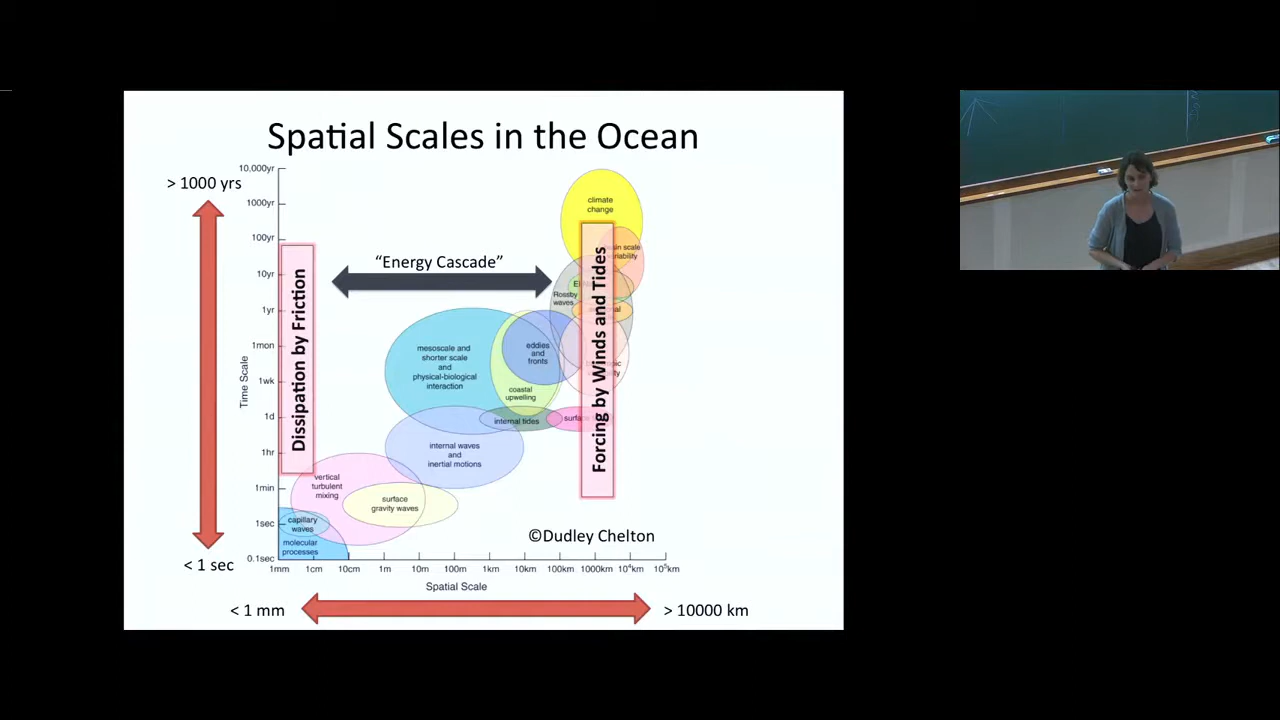 Spatial Scales in the Ocean
> 1000 yrs
< 1 sec
Time Scale
10,000yr
1000yr
100yr
10yr
1yr
1mon
1wk
1d
1hr
1min
1sec
0.1sec
Dissipation by Friction
"Energy Cascade"
Forcing by Winds and Tides
climate
change
Rossby
waves
mesoscale and
shorter scale
and
physical-biological
interaction
eddies
and
fronts
coastal
upwelling
internal tides
internal waves
and
inertial motions
vertical
turbulent
mixing
surface
gravity waves
capillary
waves
molecular
processes
©Dudley Chelton
1mm 1cm 10cm 1m 10m 100m 1km 10km 100km 1000km 10⁴km 10⁵km
Spatial Scale
< 1 mm
> 10000 km